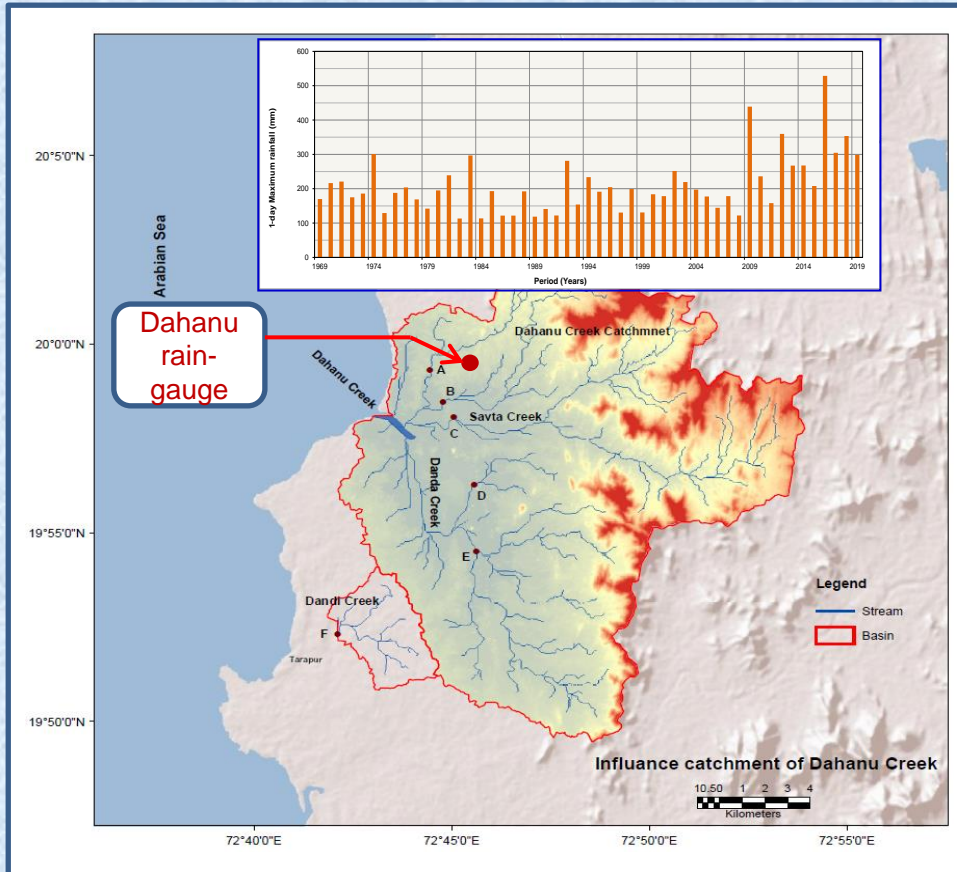 600
500
400
300
200
100
0
1-day Maximum rainfall (mm)
1969 1974 1979 1984 1989 1994 1999 2004 2009 2014 2019
Period (Years)
20°5'0"N
20°0'0"N
19°55'0"N
19°50'0"N
Arabian Sea
Dahanu
rain-
gauge
Dahanu Creek Catchmnet
Dahanu Creek
A
B
Savta Creek
C
Danda Creek
D
E
Dandi Creek
F
Tarapur
Legend
Stream
Basin
Influance catchment of Dahanu Creek
10.50 1 2 3 4
Kilometers
72°40'0"E 72°45'0"E 72°50'0"E 72°55'0"E